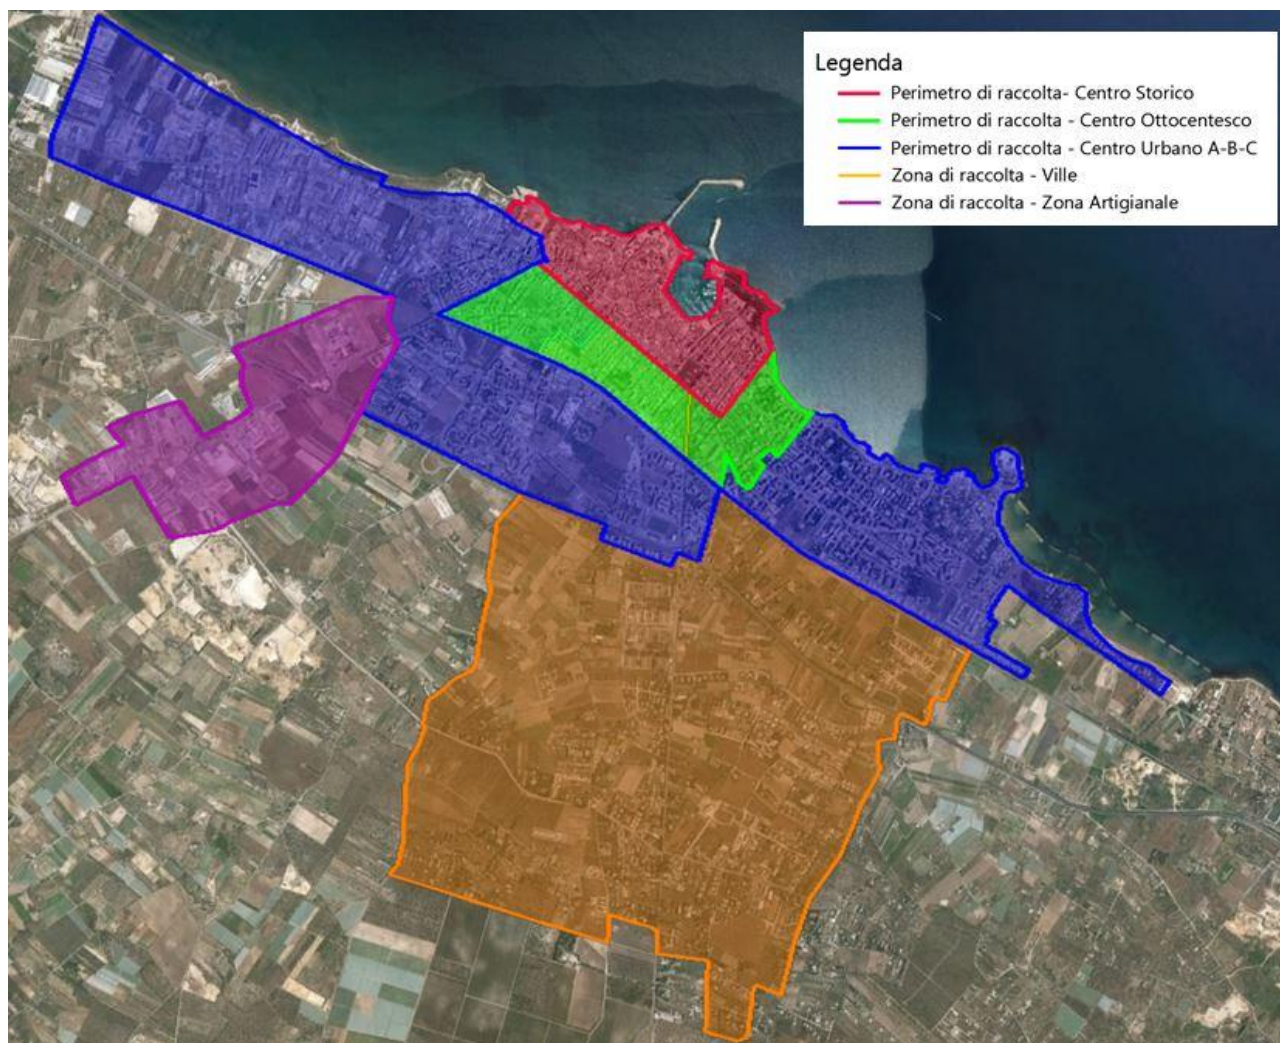 Legenda
Perimetro di raccolta- Centro Storico
Perimetro di raccolta - Centro Ottocentesco
Perimetro di raccolta - Centro Urbano A-B-C
Zona di raccolta - Ville
Zona di raccolta - Zona Artigianale